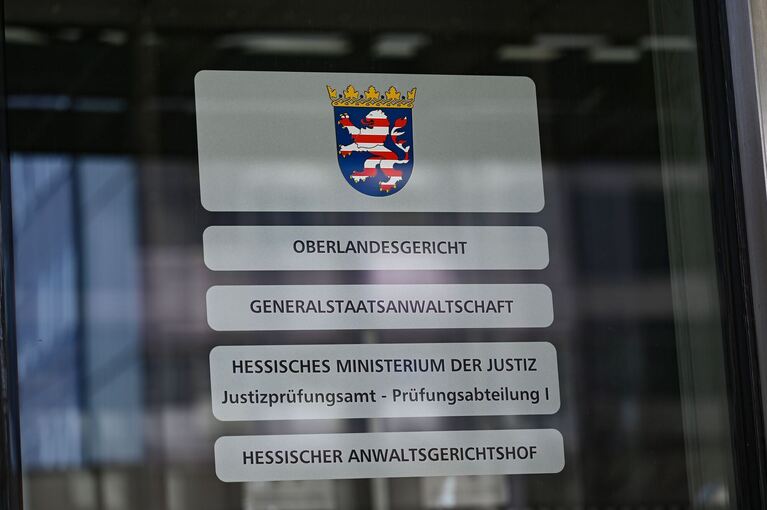 OBERLANDESGERICHT
GENERALSTAATSANWALTSCHAFT
HESSISCHES MINISTERIUM DER JUSTIZ
Justizprüfungsamt - Prüfungsabteilung I
HESSISCHER ANWALTSGERICHTSHOF